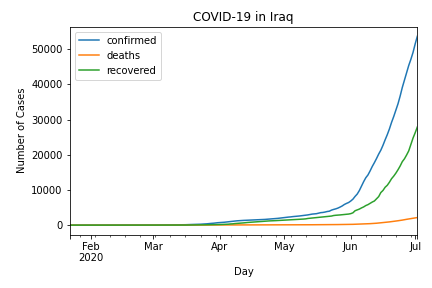 COVID-19 in Iraq
confirmed
deaths
recovered
Number of Cases
50000
40000
30000
20000
10000
0
Feb Mar Apr May Jun Jul
2020
Day